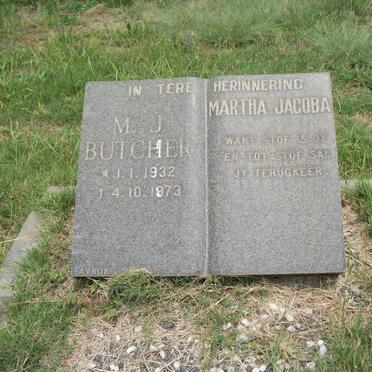 IN TERE HERINNERING
M. J.
BUTCHER
* 1. 1. 1932
† 4. 10. 1973
MARTHA JACOBA
WANT STOF IS JY
EN TOT STOF SAL
JY TERUGKEER